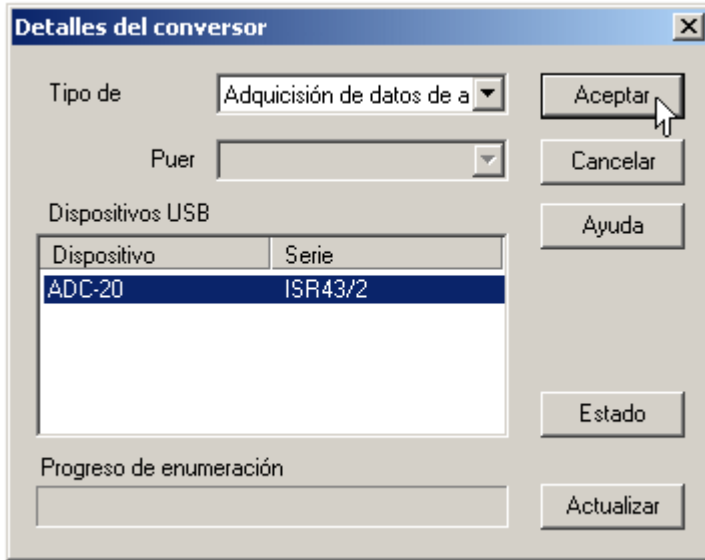 Detalles del conversor
Tipo de
Adquicisión de datos de a
Aceptar
Puer
Cancelar
Dispositivos USB
Ayuda
Dispositivo Serie
ADC-20 ISR43/2
Estado
Progreso de enumeración
Actualizar